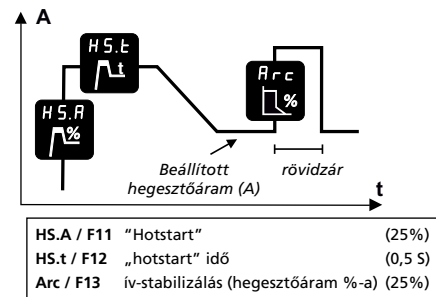 A
HS.t
t
HS.A
%
Arc
%
Beállított
hegesztőáram (A)
rövidzár
t
HS.A / F11 "Hotstart" (25%)
HS.t / F12 „hotstart” idő (0,5 S)
Arc / F13 ív-stabilizálás (hegesztőáram %-a) (25%)